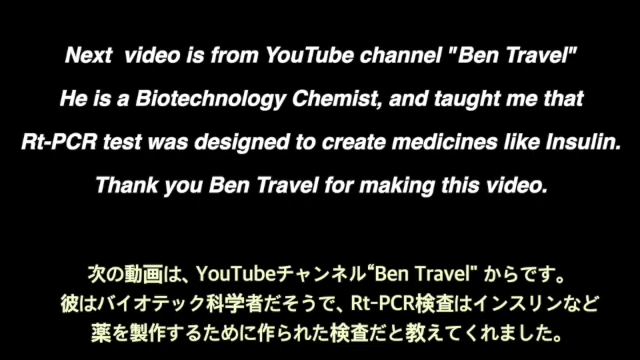 Next video is from YouTube channel "Ben Travel"
He is a Biotechnology Chemist, and taught me that
Rt-PCR test was designed to create medicines like Insulin.
Thank you Ben Travel for making this video.
次の動画は、YouTubeチャンネル“Ben Travel" からです。
彼はバイオテック科学者だそうで、Rt-PCR検査はインスリンなど
薬を製作するために作られた検査だと教えてくれました。